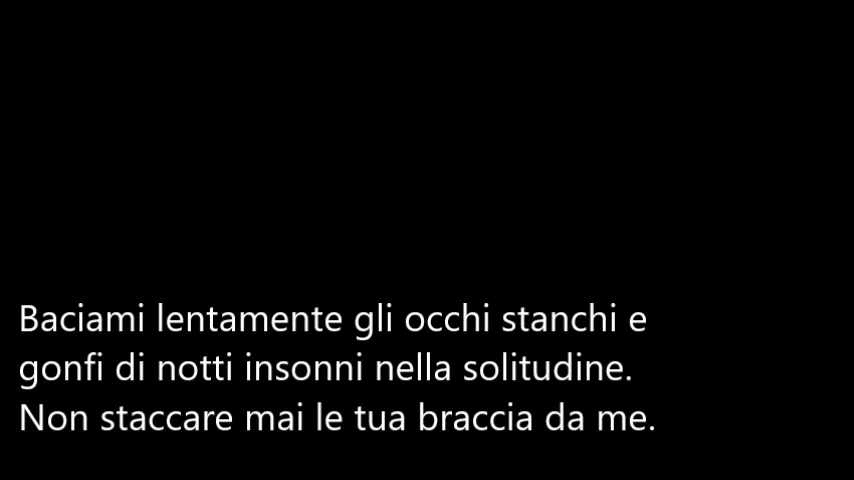 Baciami lentamente gli occhi stanchi e
gonfi di notti insonni nella solitudine.
Non staccare mai le tua braccia da me.